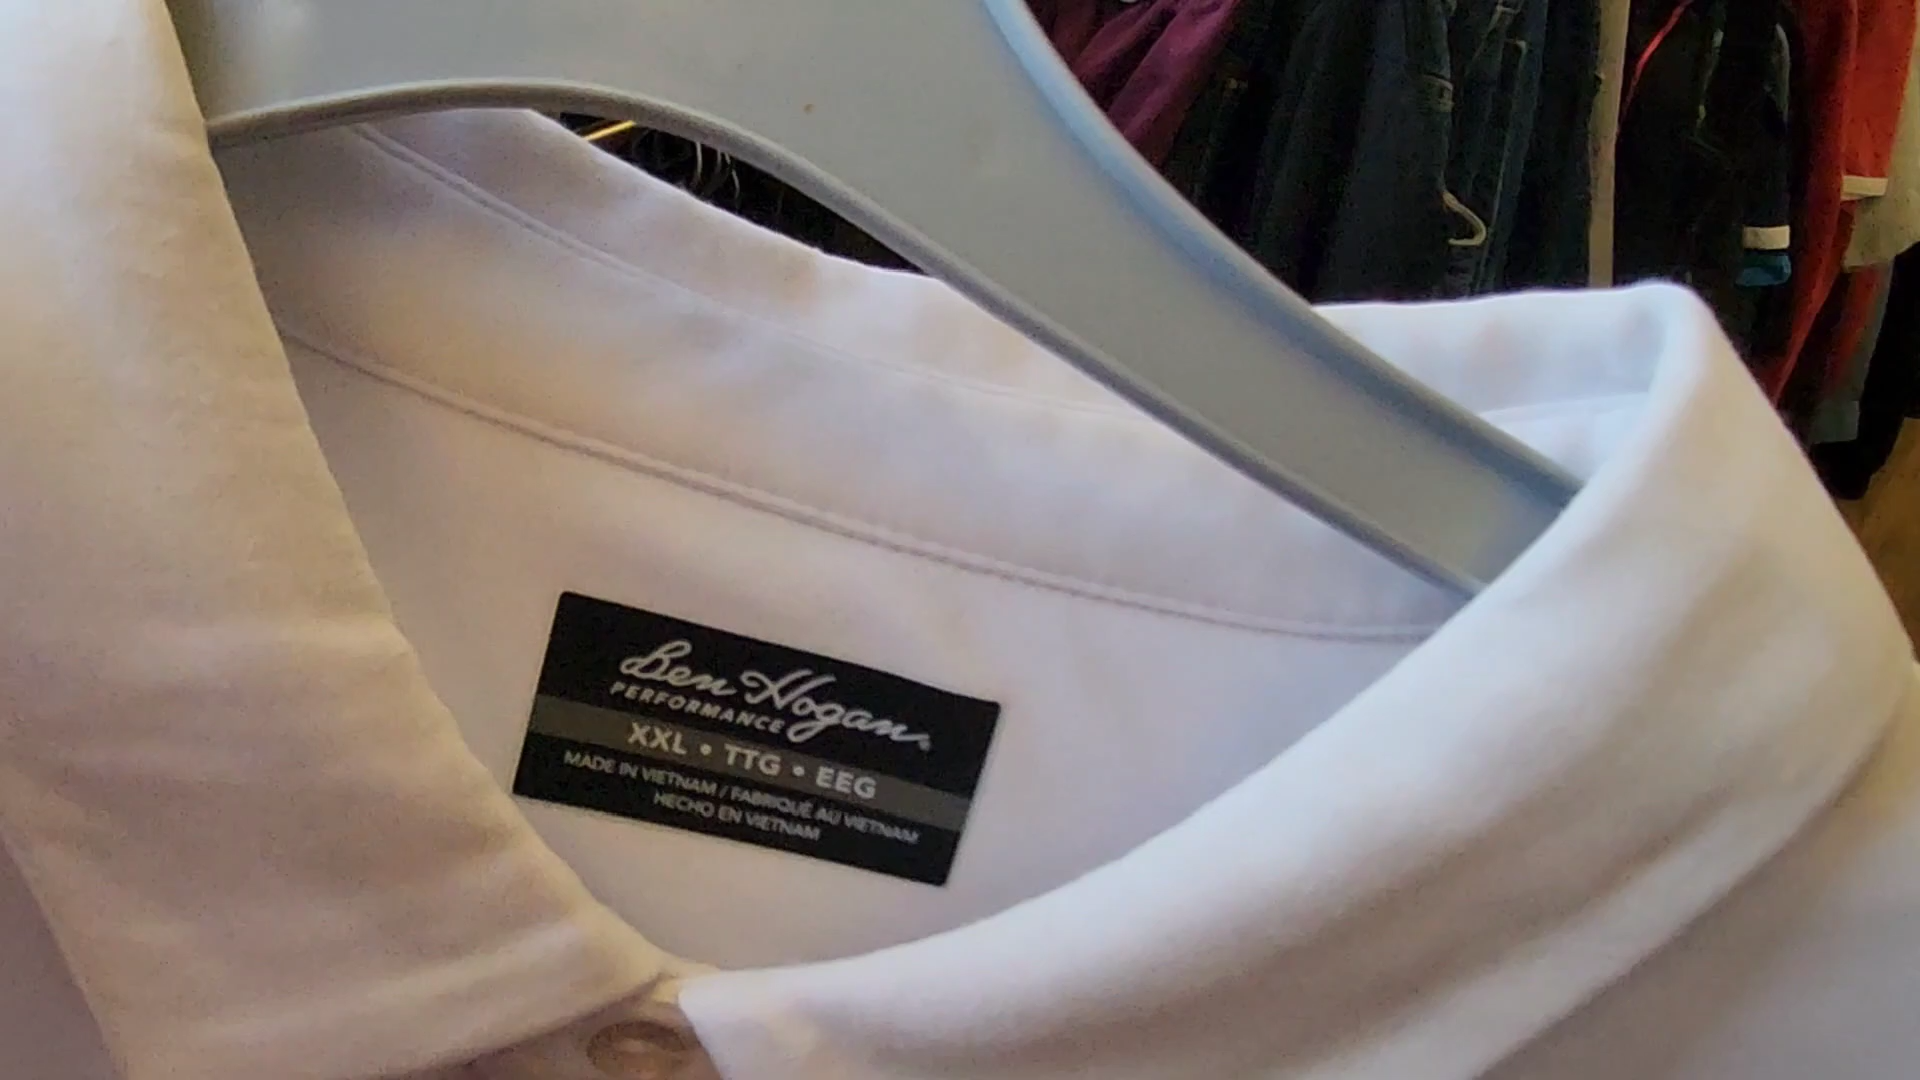 Ben Hogan.
PERFORMANCE
XXL • TTG • EEG
MADE IN VIETNAM / FABRIQUÉ AU VIETNAM
HECHO EN VIETNAM